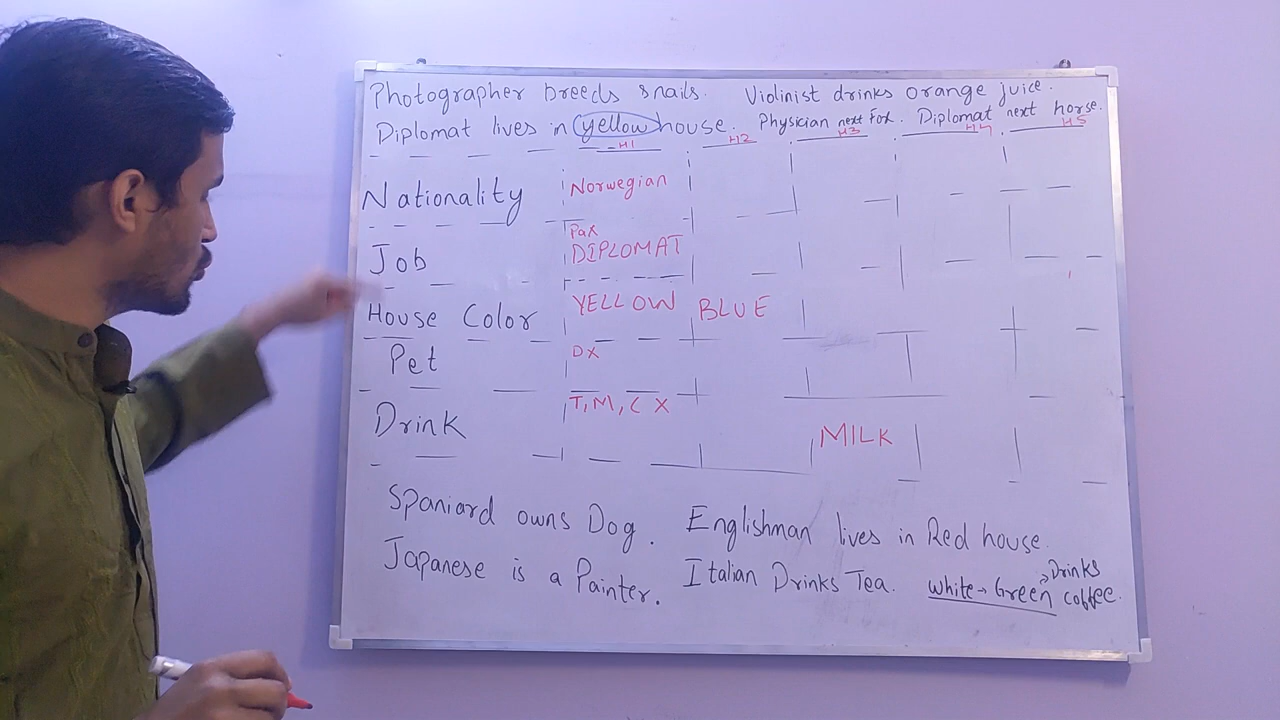 Photographer breeds snails. Violinist drinks orange juice.
Diplomat lives in yellow house. Physician next Fox. Diplomat next horse.
H1 H2 H3 H4 H5
Nationality Norwegian
PaX
Job DIPLOMAT
House Color YELLOW BLUE
Pet DX
Drink T, M, C X MILK
Spaniard owns Dog. Englishman lives in Red house.
Japanese is a Painter. Italian Drinks Tea. White → Green → Drinks coffee.